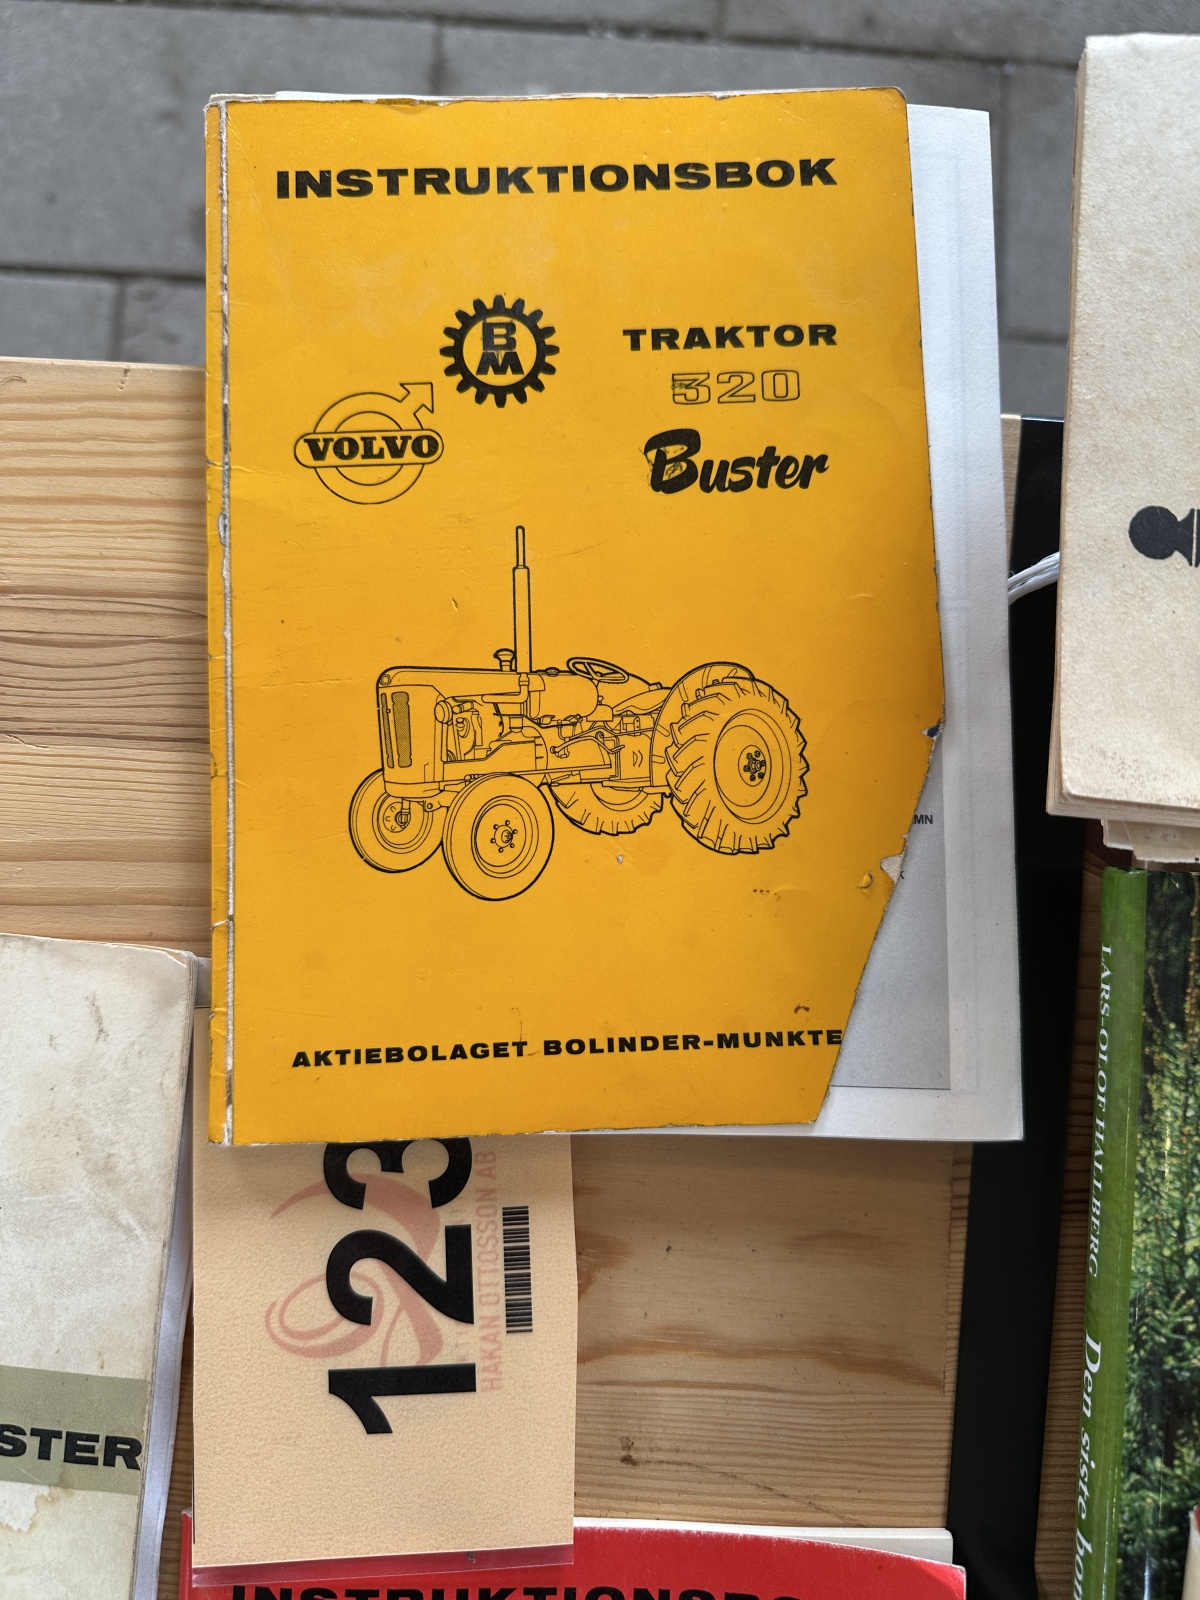 INSTRUKTIONSBOK
B
M
VOLVO
TRAKTOR
320
Buster
MN
AKTIEBOLAGET BOLINDER-MUNKTE
123
HÅKAN OTTOSSON AB
STER
LARS-OLOF HALLBERG Den siste
INSTRUKTIONSBO